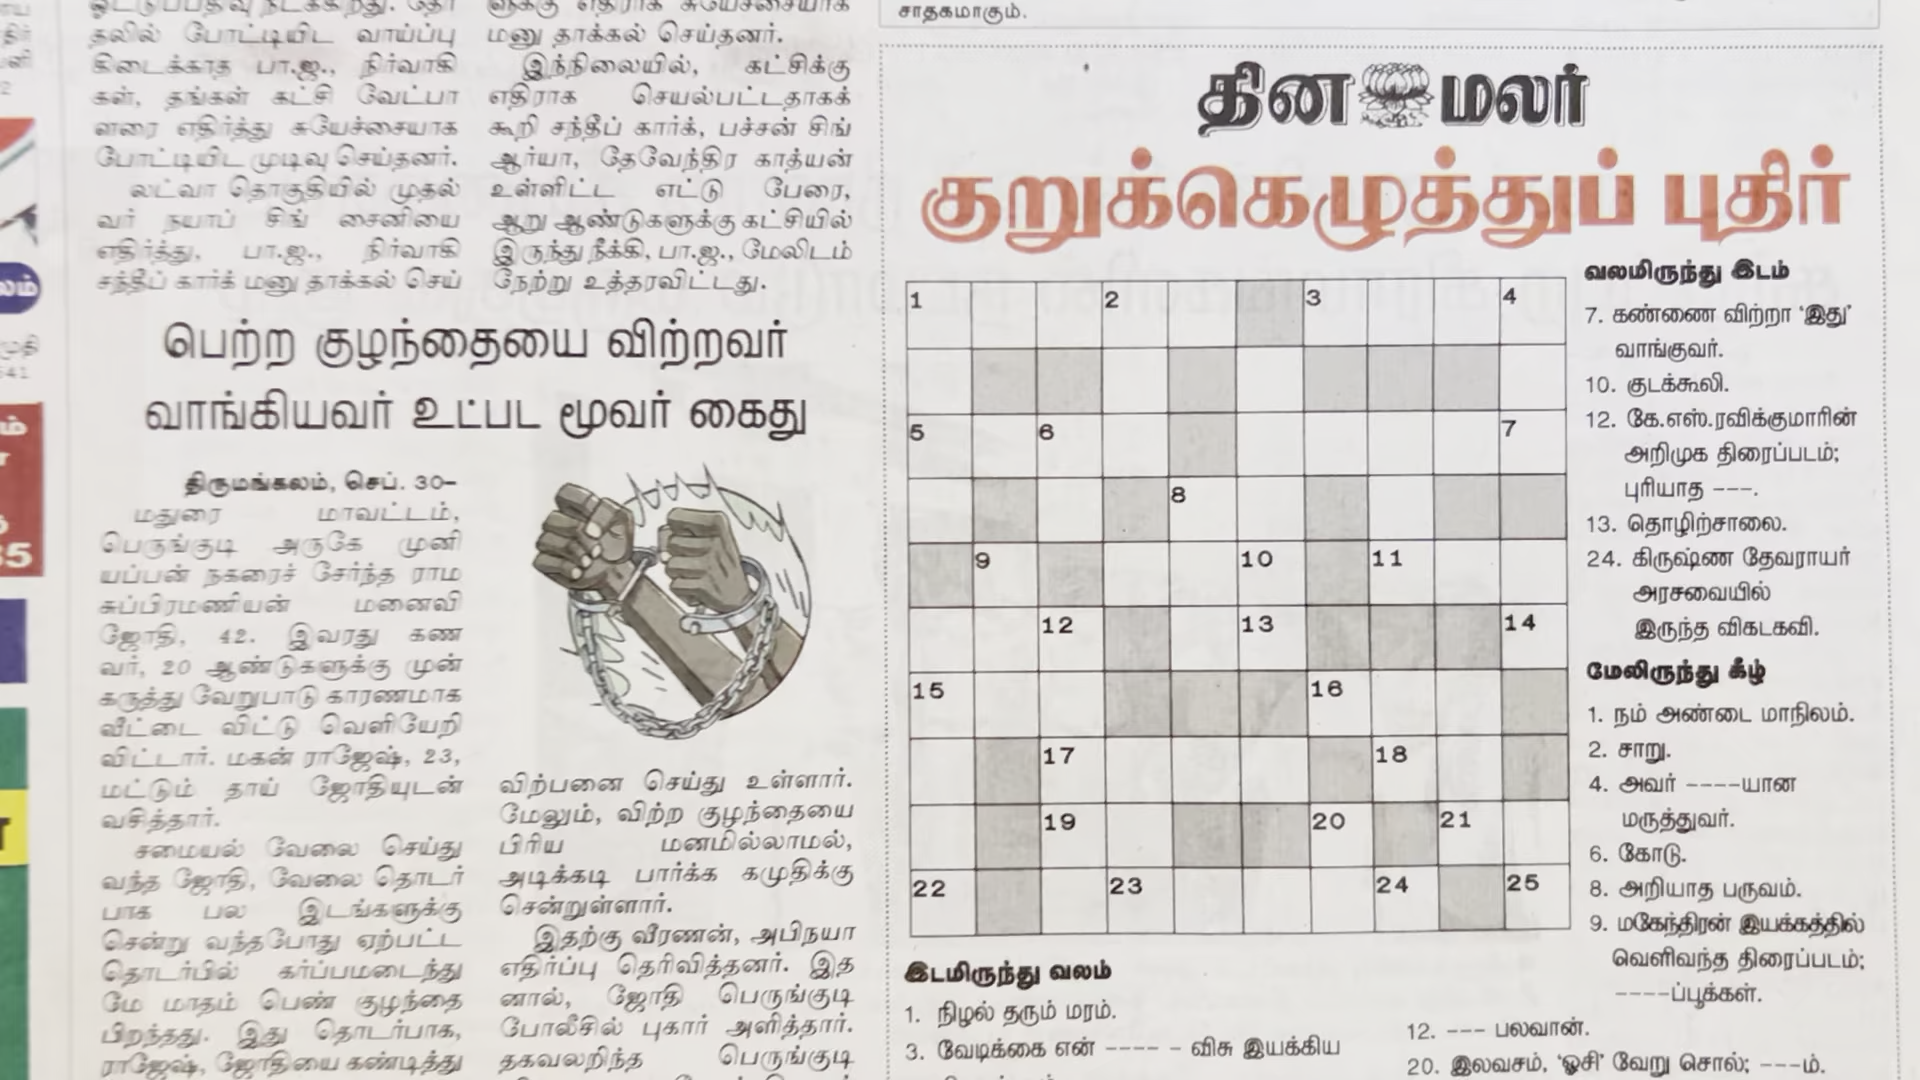 தலில் போட்டியிட வாய்ப்பு
கிடைக்காத பா.ஜ., நிர்வாகி
கள், தங்கள் கட்சி வேட்பா
ளரை எதிர்த்து சுயேச்சையாக
போட்டியிட முடிவு செய்தனர்.
லட்வா தொகுதியில் முதல்
வர் நயாப் சிங் சைனியை
எதிர்த்து, பா.ஜ., நிர்வாகி
சந்தீப் கார்க் மனு தாக்கல் செய்
மனு தாக்கல் செய்தனர்.
இந்நிலையில், கட்சிக்கு
எதிராக செயல்பட்டதாகக்
கூறி சந்தீப் கார்க், பச்சன் சிங்
ஆர்யா, தேவேந்திர காத்யன்
உள்ளிட்ட எட்டு பேரை,
ஆறு ஆண்டுகளுக்கு கட்சியில்
இருந்து நீக்கி, பா.ஜ., மேலிடம்
நேற்று உத்தரவிட்டது.
பெற்ற குழந்தையை விற்றவர்
வாங்கியவர் உட்பட மூவர் கைது
திருமங்கலம், செப். 30–
மதுரை மாவட்டம்,
பெருங்குடி அருகே முனி
யப்பன் நகரைச் சேர்ந்த ராம
சுப்பிரமணியன் மனைவி
ஜோதி, 42. இவரது கண
வர், 20 ஆண்டுகளுக்கு முன்
கருத்து வேறுபாடு காரணமாக
வீட்டை விட்டு வெளியேறி
விட்டார். மகன் ராஜேஷ், 23,
மட்டும் தாய் ஜோதியுடன்
வசித்தார்.
சமையல் வேலை செய்து
வந்த ஜோதி, வேலை தொடர்
பாக பல இடங்களுக்கு
சென்று வந்தபோது ஏற்பட்ட
தொடர்பில் கர்ப்பமடைந்து
மே மாதம் பெண் குழந்தை
பிறந்தது. இது தொடர்பாக,
ராஜேஷ், ஜோதியை கண்டித்து
விற்பனை செய்து உள்ளார்.
மேலும், விற்ற குழந்தையை
பிரிய மனமில்லாமல்,
அடிக்கடி பார்க்க கமுதிக்கு
சென்றுள்ளார்.
இதற்கு வீரணன், அபிநயா
எதிர்ப்பு தெரிவித்தனர். இத
னால், ஜோதி பெருங்குடி
போலீசில் புகார் அளித்தார்.
தகவலறிந்த பெருங்குடி
சாதகமாகும்.
தின மலர்
குறுக்கெழுத்துப் புதிர்
1 2 3 4
5 6 7
8
9 10 11
12 13 14
15 16
17 18
19 20 21
22 23 24 25
வலமிருந்து இடம்
7. கண்ணை விற்றா ‘இது’
வாங்குவர்.
10. குடக்கூலி.
12. கே.எஸ்.ரவிக்குமாரின்
அறிமுக திரைப்படம்;
புரியாத ---.
13. தொழிற்சாலை.
24. கிருஷ்ண தேவராயர்
அரசவையில்
இருந்த விகடகவி.
மேலிருந்து கீழ்
1. நம் அண்டை மாநிலம்.
2. சாறு.
4. அவர் ----யான
மருத்துவர்.
6. கோடு.
8. அறியாத பருவம்.
9. மகேந்திரன் இயக்கத்தில்
வெளிவந்த திரைப்படம்;
----ப்பூக்கள்.
12. --- பலவான்.
20. இலவசம், ‘ஓசி’ வேறு சொல்; ---ம்.
இடமிருந்து வலம்
1. நிழல் தரும் மரம்.
3. வேடிக்கை என் ---- - விசு இயக்கிய